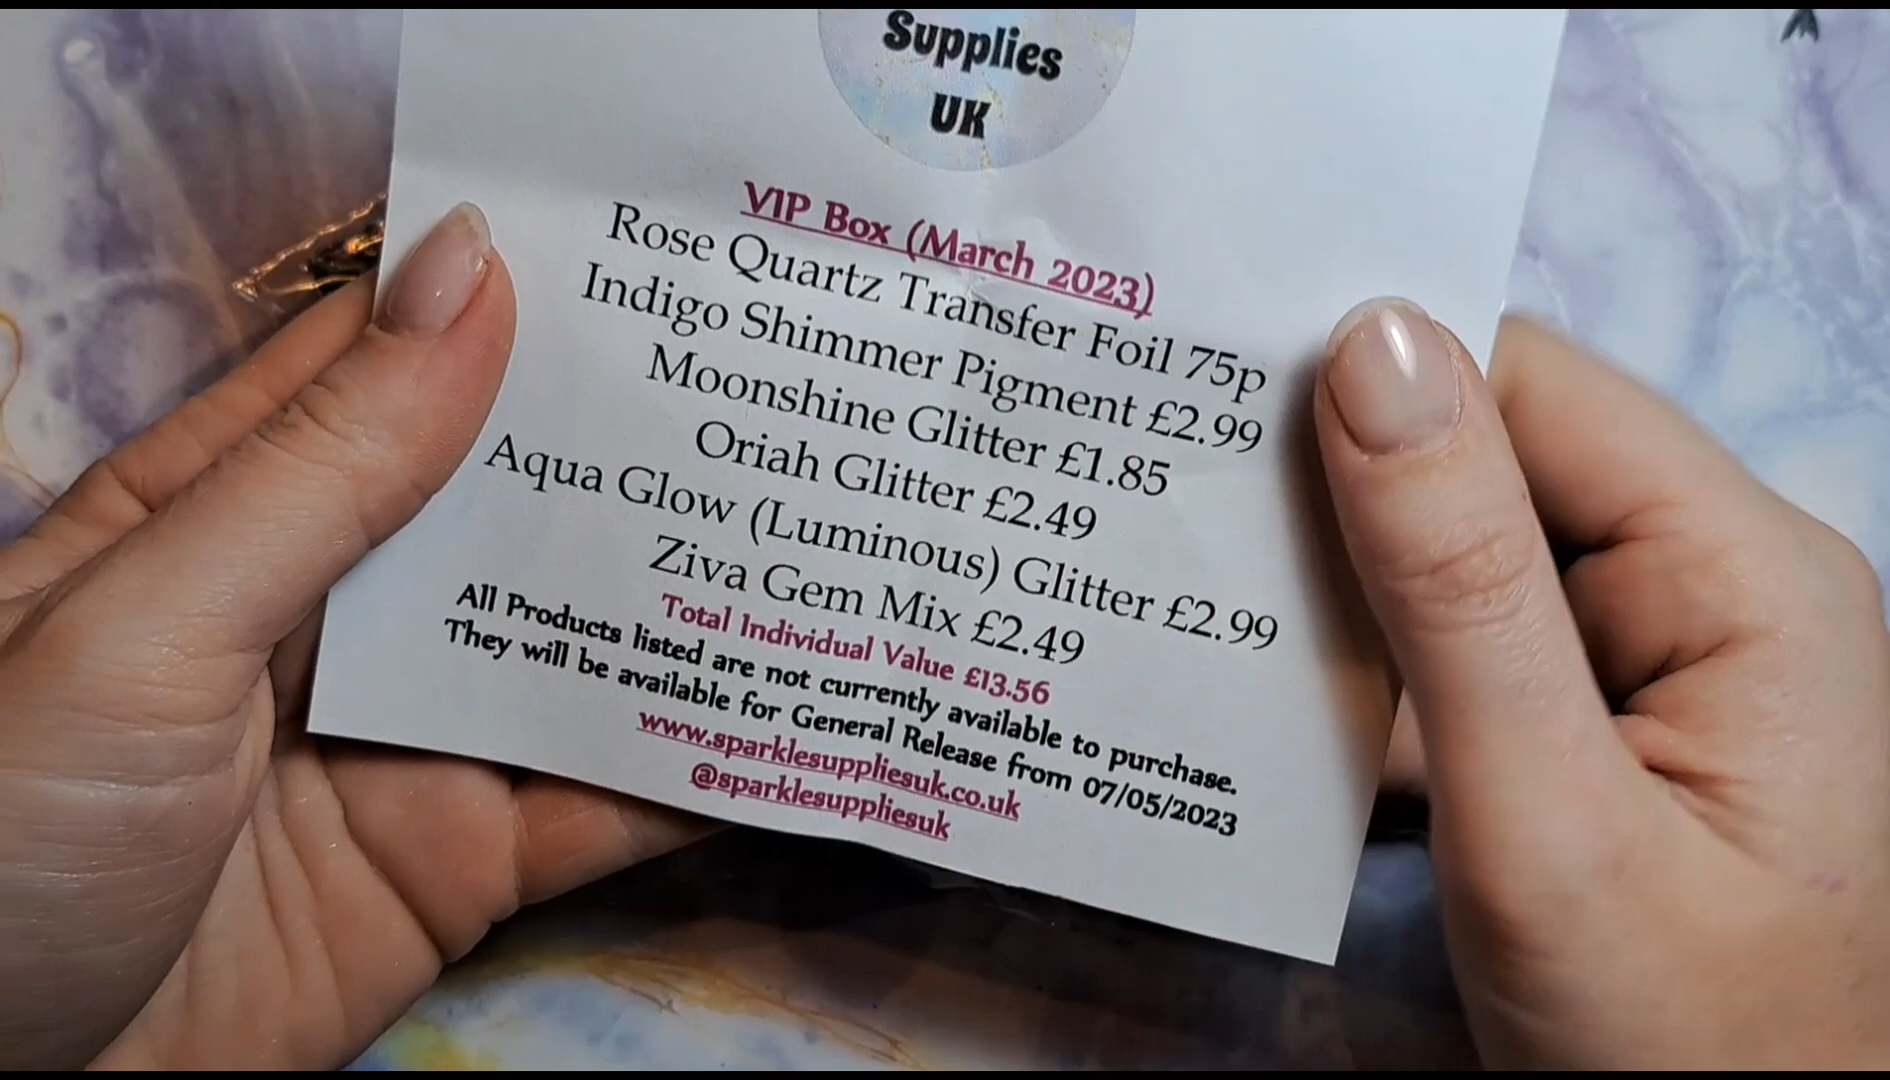 Supplies
UK
VIP Box (March 2023)
Rose Quartz Transfer Foil 75p
Indigo Shimmer Pigment £2.99
Moonshine Glitter £1.85
Oriah Glitter £2.49
Aqua Glow (Luminous) Glitter £2.99
Ziva Gem Mix £2.49
Total Individual Value £13.56
All Products listed are not currently available to purchase.
They will be available for General Release from 07/05/2023
www.sparklesuppliesuk.co.uk
@sparklesuppliesuk